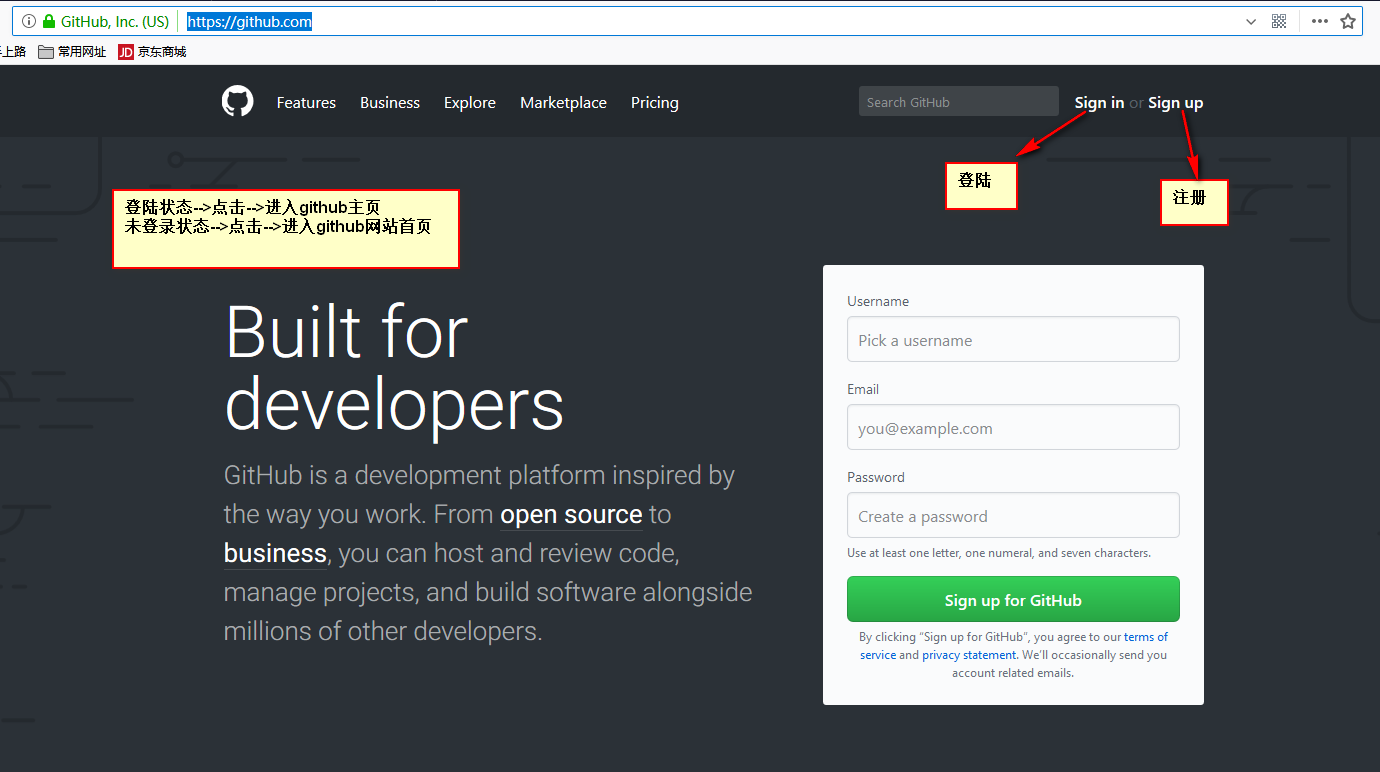 GitHub, Inc. (US) https://github.com
上路 常用网址 JD 京东商城
Features Business Explore Marketplace Pricing Search GitHub Sign in or Sign up
登陆
注册
登陆状态-->点击-->进入github主页
未登录状态-->点击-->进入github网站首页
Built for
developers
GitHub is a development platform inspired by
the way you work. From open source to
business, you can host and review code,
manage projects, and build software alongside
millions of other developers.
Username
Pick a username
Email
you@example.com
Password
Create a password
Use at least one letter, one numeral, and seven characters.
Sign up for GitHub
By clicking “Sign up for GitHub”, you agree to our terms of
service and privacy statement. We’ll occasionally send you
account related emails.